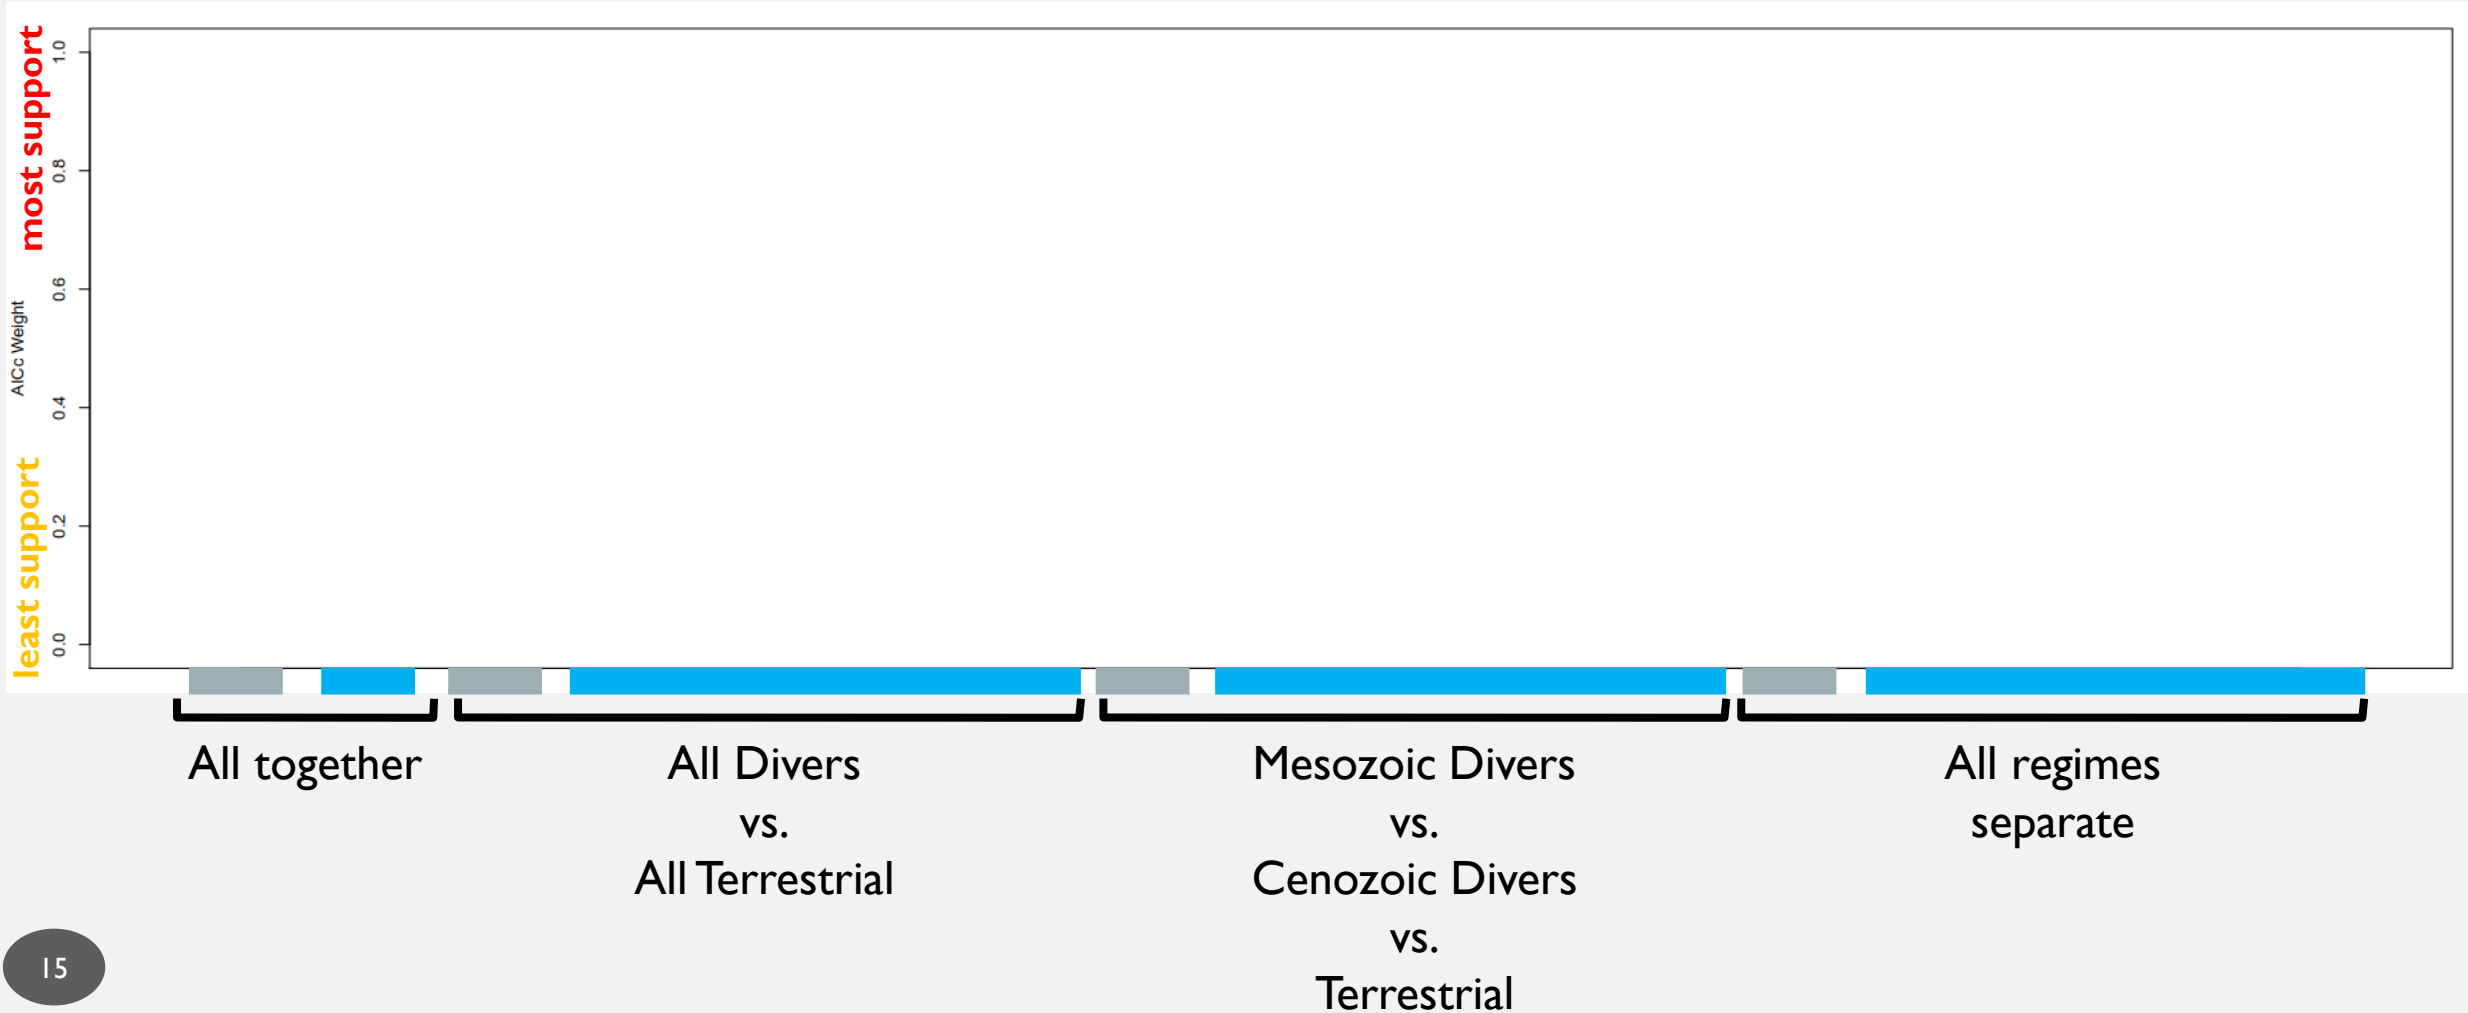 most support
AICc Weight
least support
1.0
0.8
0.6
0.4
0.2
0.0
All together
All Divers
vs.
All Terrestrial
Mesozoic Divers
vs.
Cenozoic Divers
vs.
Terrestrial
All regimes
separate
15